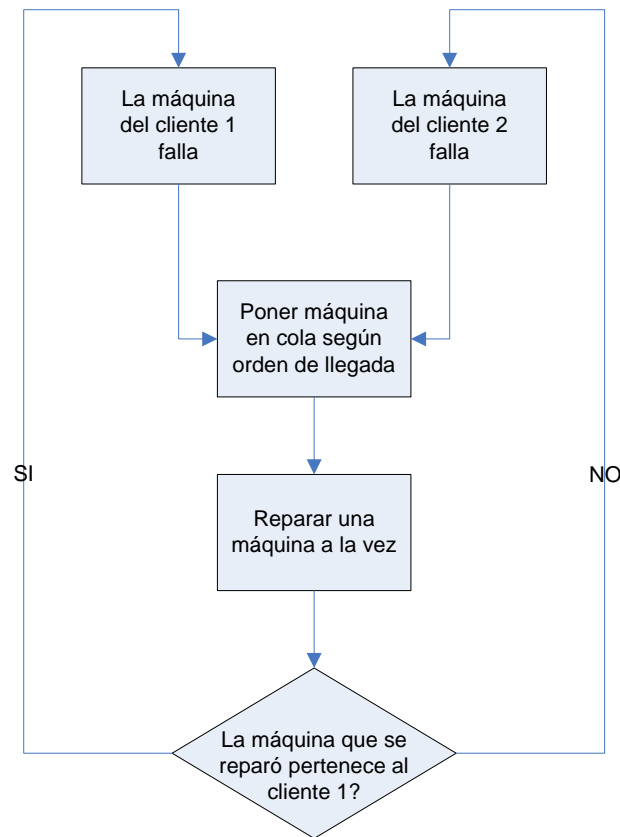 La máquina
del cliente 1
falla
La máquina
del cliente 2
falla
Poner máquina
en cola según
orden de llegada
SI
NO
Reparar una
máquina a la vez
La máquina que se
reparó pertenece al
cliente 1?